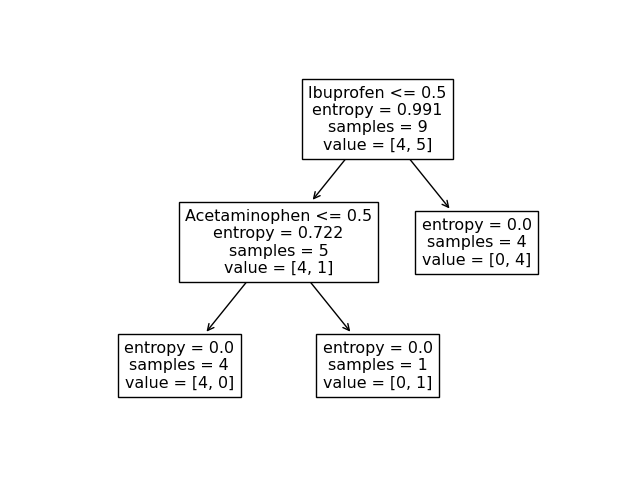 Ibuprofen <= 0.5
entropy = 0.991
samples = 9
value = [4, 5]
Acetaminophen <= 0.5
entropy = 0.722
samples = 5
value = [4, 1]
entropy = 0.0
samples = 4
value = [0, 4]
entropy = 0.0
samples = 4
value = [4, 0]
entropy = 0.0
samples = 1
value = [0, 1]